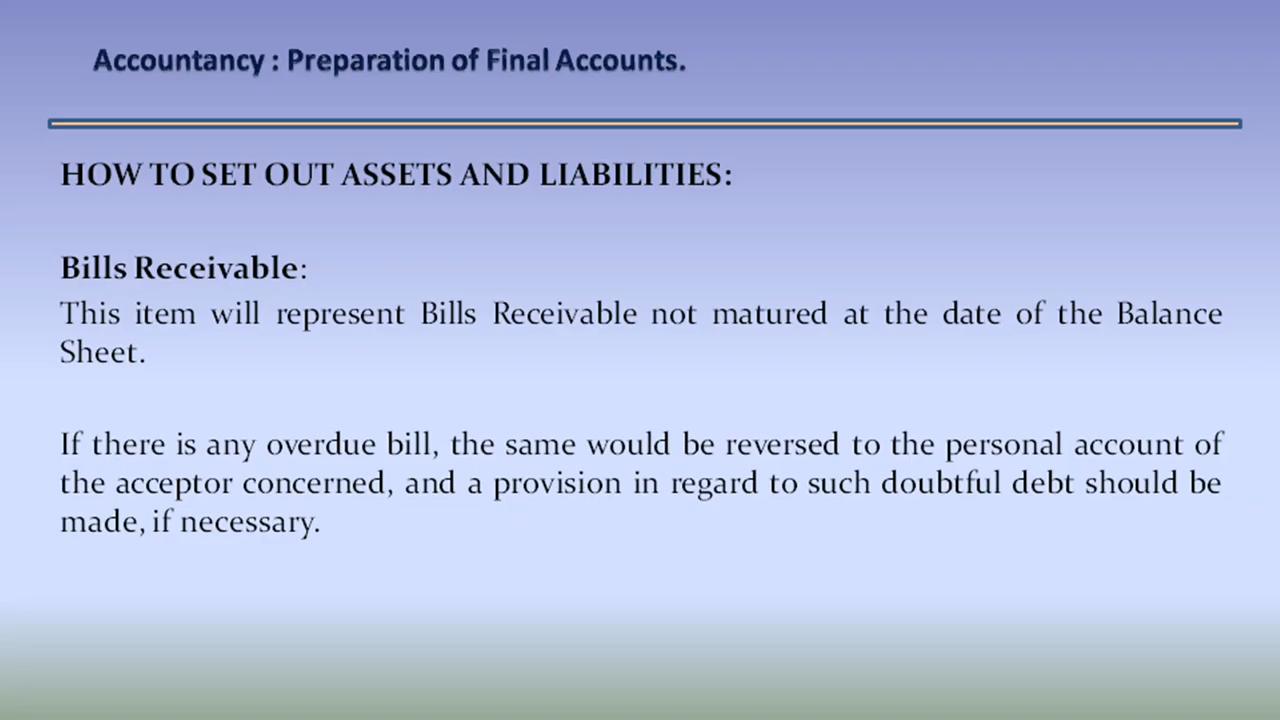 Accountancy : Preparation of Final Accounts.
HOW TO SET OUT ASSETS AND LIABILITIES:
Bills Receivable:
This item will represent Bills Receivable not matured at the date of the Balance
Sheet.
If there is any overdue bill, the same would be reversed to the personal account of
the acceptor concerned, and a provision in regard to such doubtful debt should be
made, if necessary.